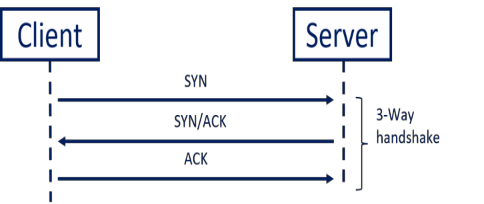 Client
Server
SYN
SYN/ACK
ACK
3-Way
handshake